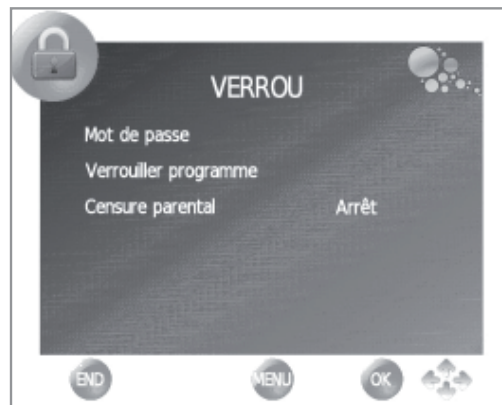 VERROU
Mot de passe
Verrouiller programme
Censure parental Arrêt
END MENU OK